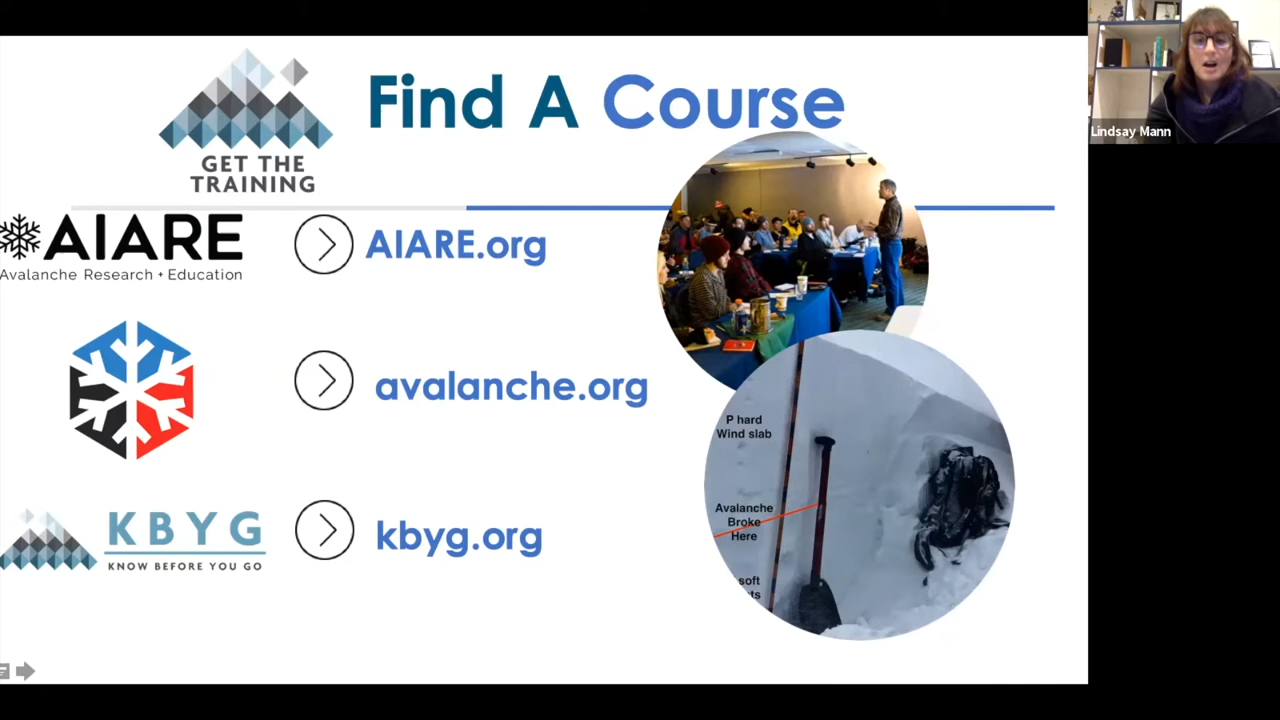 Find A Course
GET THE
TRAINING
AIARE
Avalanche Research + Education
AIARE.org
avalanche.org
KBYG
KNOW BEFORE YOU GO
kbyg.org
P hard
Wind slab
Avalanche
Broke
Here
soft
Lindsay Mann